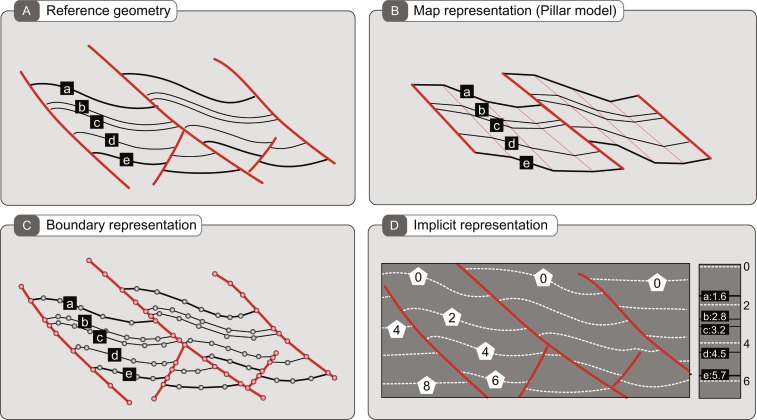 A Reference geometry
a
b
c
d
e
B Map representation (Pillar model)
a
b
c
d
e
C Boundary representation
a
b
c
d
e
D Implicit representation
0
0
0
2
4
4
6
8
0
a:1.6
2
b:2.8
c:3.2
4
d:4.5
e:5.7
6